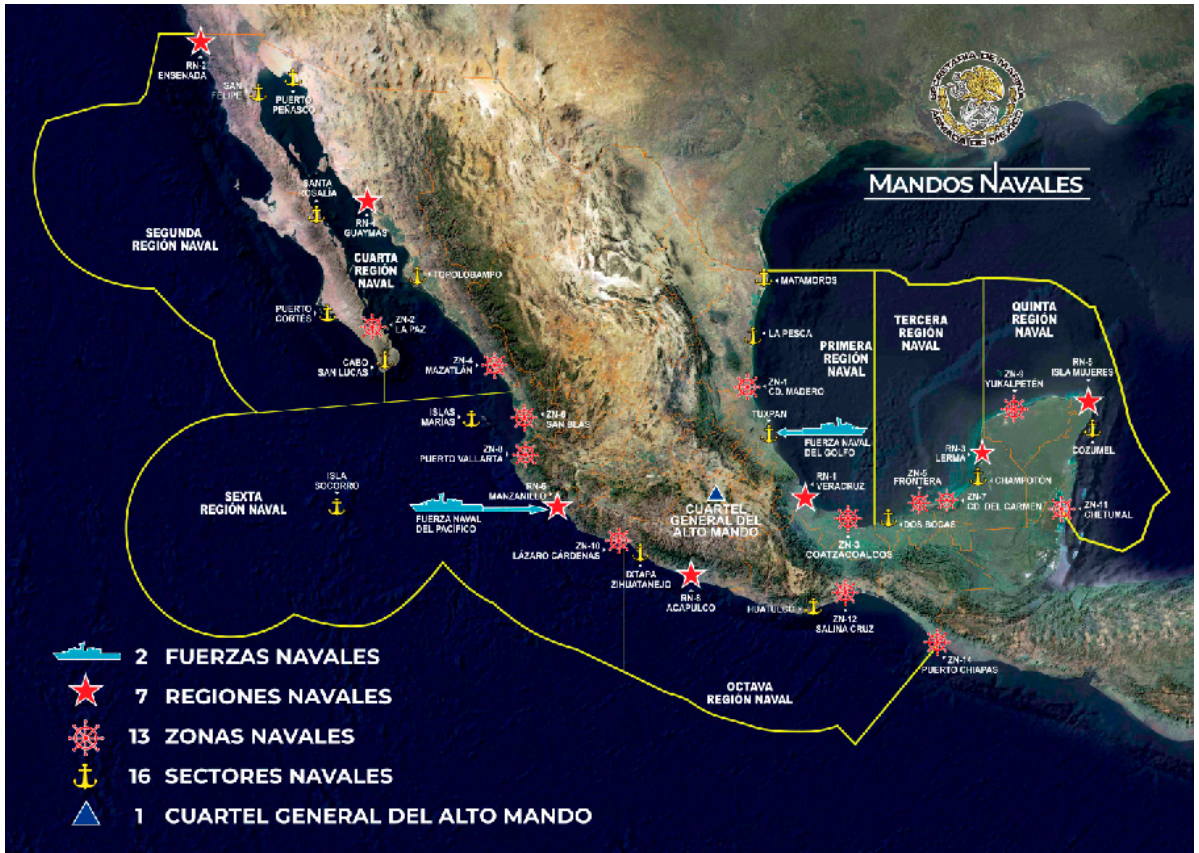 SECRETARÍA DE MARINA
ARMADA DE MÉXICO
MANDOS NAVALES
RN-2
ENSENADA
SAN
FELIPE
PUERTO
PEÑASCO
SANTA
ROSALÍA
RN-4
GUAYMAS
SEGUNDA
REGIÓN NAVAL
CUARTA
REGIÓN
NAVAL
TOPOLOBAMPO
PUERTO
CORTÉS
ZN-2
LA PAZ
CABO
SAN LUCAS
ZN-4
MAZATLÁN
ISLAS
MARÍAS
ZN-6
SAN BLAS
ZN-8
PUERTO VALLARTA
ISLA
SOCORRO
SEXTA
REGIÓN NAVAL
FUERZA NAVAL
DEL PACÍFICO
RN-6
MANZANILLO
ZN-10
LÁZARO CÁRDENAS
IXTAPA
ZIHUATANEJO
RN-8
ACAPULCO
CUARTEL
GENERAL DEL
ALTO MANDO
HUATULCO
ZN-12
SALINA CRUZ
ZN-14
PUERTO CHIAPAS
OCTAVA
REGIÓN NAVAL
MATAMOROS
LA PESCA
PRIMERA
REGIÓN
NAVAL
ZN-1
CD. MADERO
TUXPAN
FUERZA NAVAL
DEL GOLFO
RN-1
VERACRUZ
ZN-3
COATZACOALCOS
TERCERA
REGIÓN
NAVAL
DOS BOCAS
ZN-5
FRONTERA
ZN-7
CD. DEL CARMEN
RN-3
LERMA
CHAMPOTÓN
QUINTA
REGIÓN
NAVAL
ZN-9
YUKALPETÉN
RN-5
ISLA MUJERES
COZUMEL
ZN-11
CHETUMAL
2 FUERZAS NAVALES
7 REGIONES NAVALES
13 ZONAS NAVALES
16 SECTORES NAVALES
1 CUARTEL GENERAL DEL ALTO MANDO